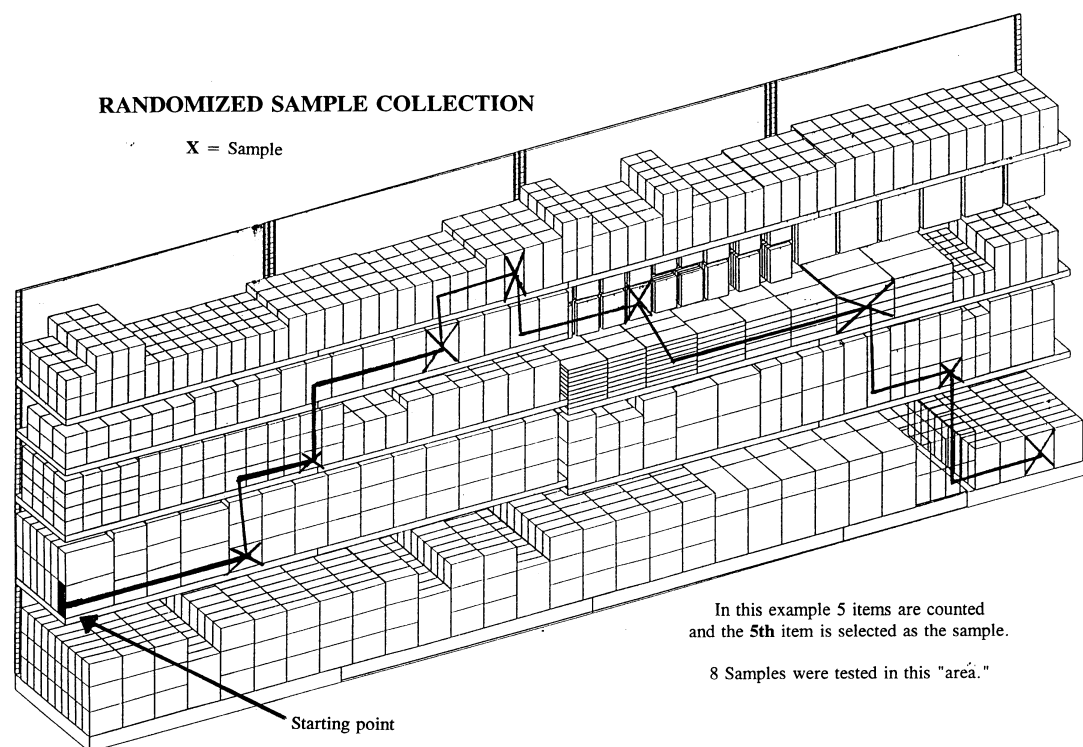 RANDOMIZED SAMPLE COLLECTION
X = Sample
In this example 5 items are counted
and the 5th item is selected as the sample.
8 Samples were tested in this "area."
Starting point